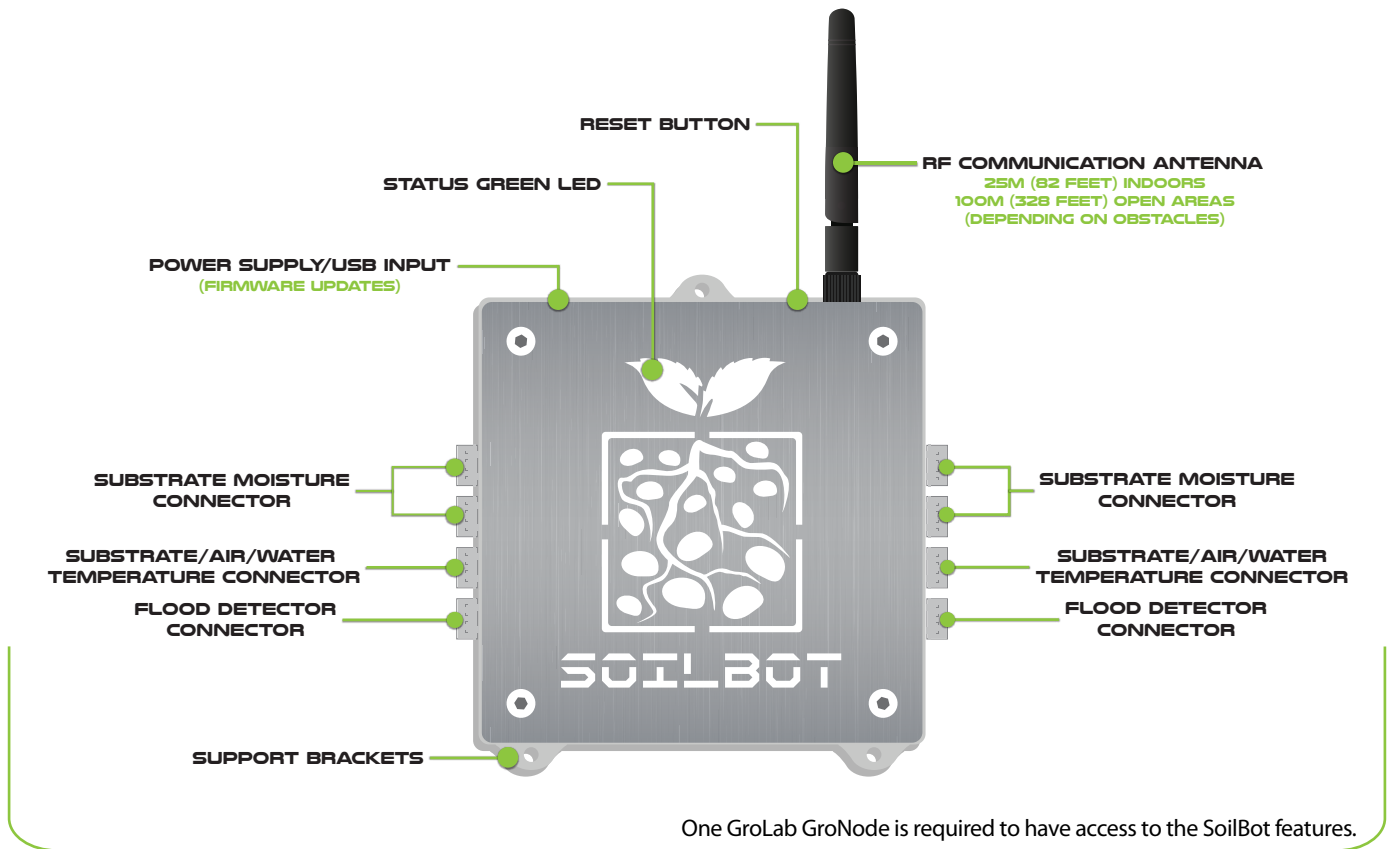 RESET BUTTON
RF COMMUNICATION ANTENNA
25M (82 FEET) INDOORS
100M (328 FEET) OPEN AREAS
(DEPENDING ON OBSTACLES)
STATUS GREEN LED
POWER SUPPLY/USB INPUT
(FIRMWARE UPDATES)
SUBSTRATE MOISTURE
CONNECTOR
SUBSTRATE/AIR/WATER
TEMPERATURE CONNECTOR
FLOOD DETECTOR
CONNECTOR
SUBSTRATE MOISTURE
CONNECTOR
SUBSTRATE/AIR/WATER
TEMPERATURE CONNECTOR
FLOOD DETECTOR
CONNECTOR
SOILBOT
SUPPORT BRACKETS
One GroLab GroNode is required to have access to the SoilBot features.